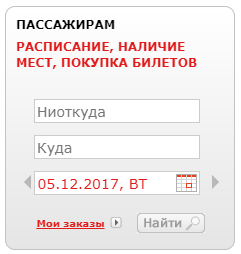 ПАССАЖИРАМ
РАСПИСАНИЕ, НАЛИЧИЕ
МЕСТ, ПОКУПКА БИЛЕТОВ
Ниоткуда
Куда
05.12.2017, ВТ
Мои заказы
Найти